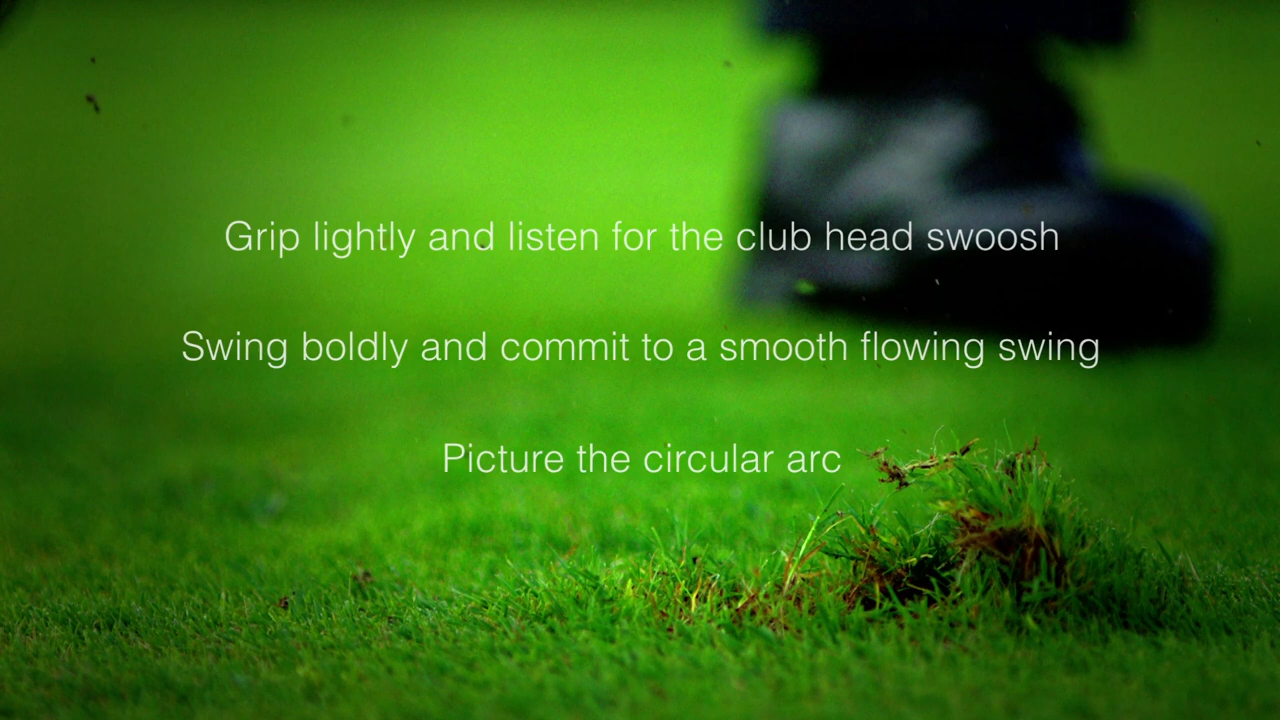 Grip lightly and listen for the club head swoosh
Swing boldly and commit to a smooth flowing swing
Picture the circular arc